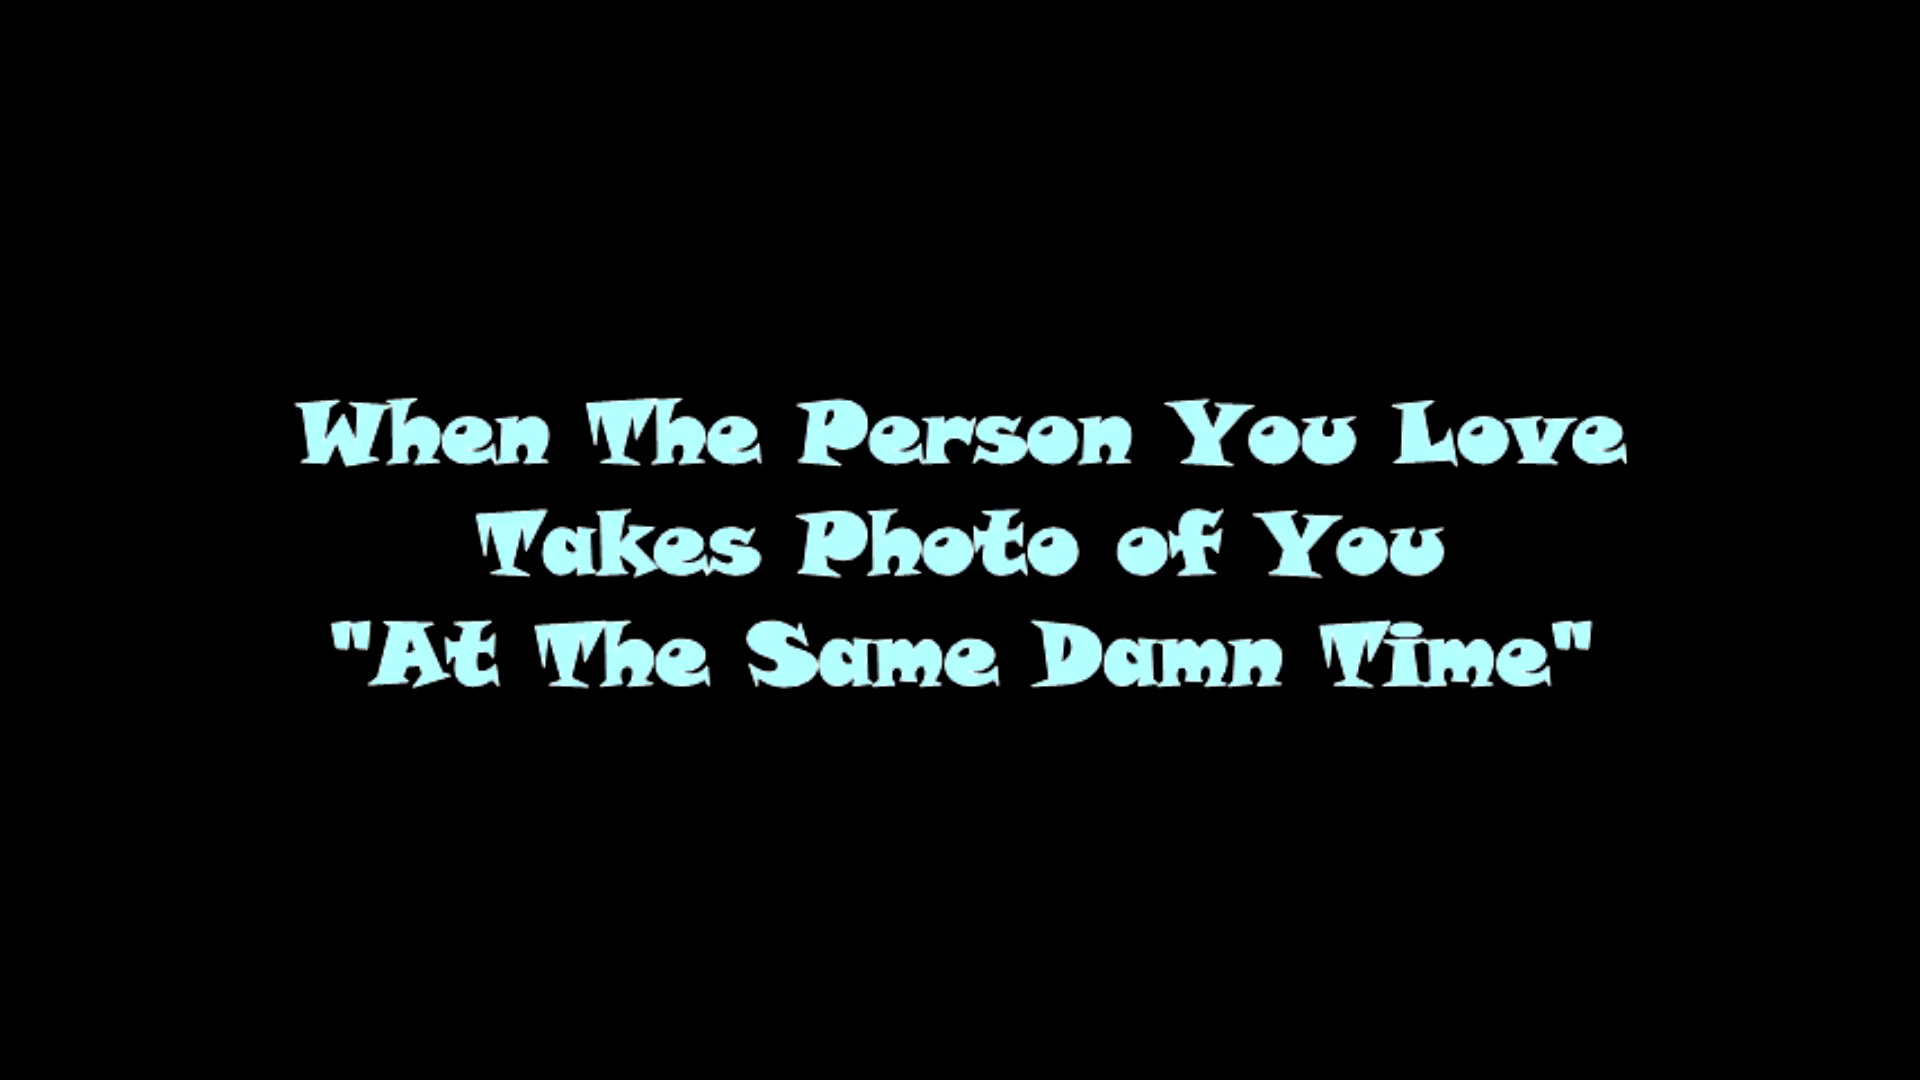 When The Person You Love
Takes Photo of You
"At The Same Damn Time"